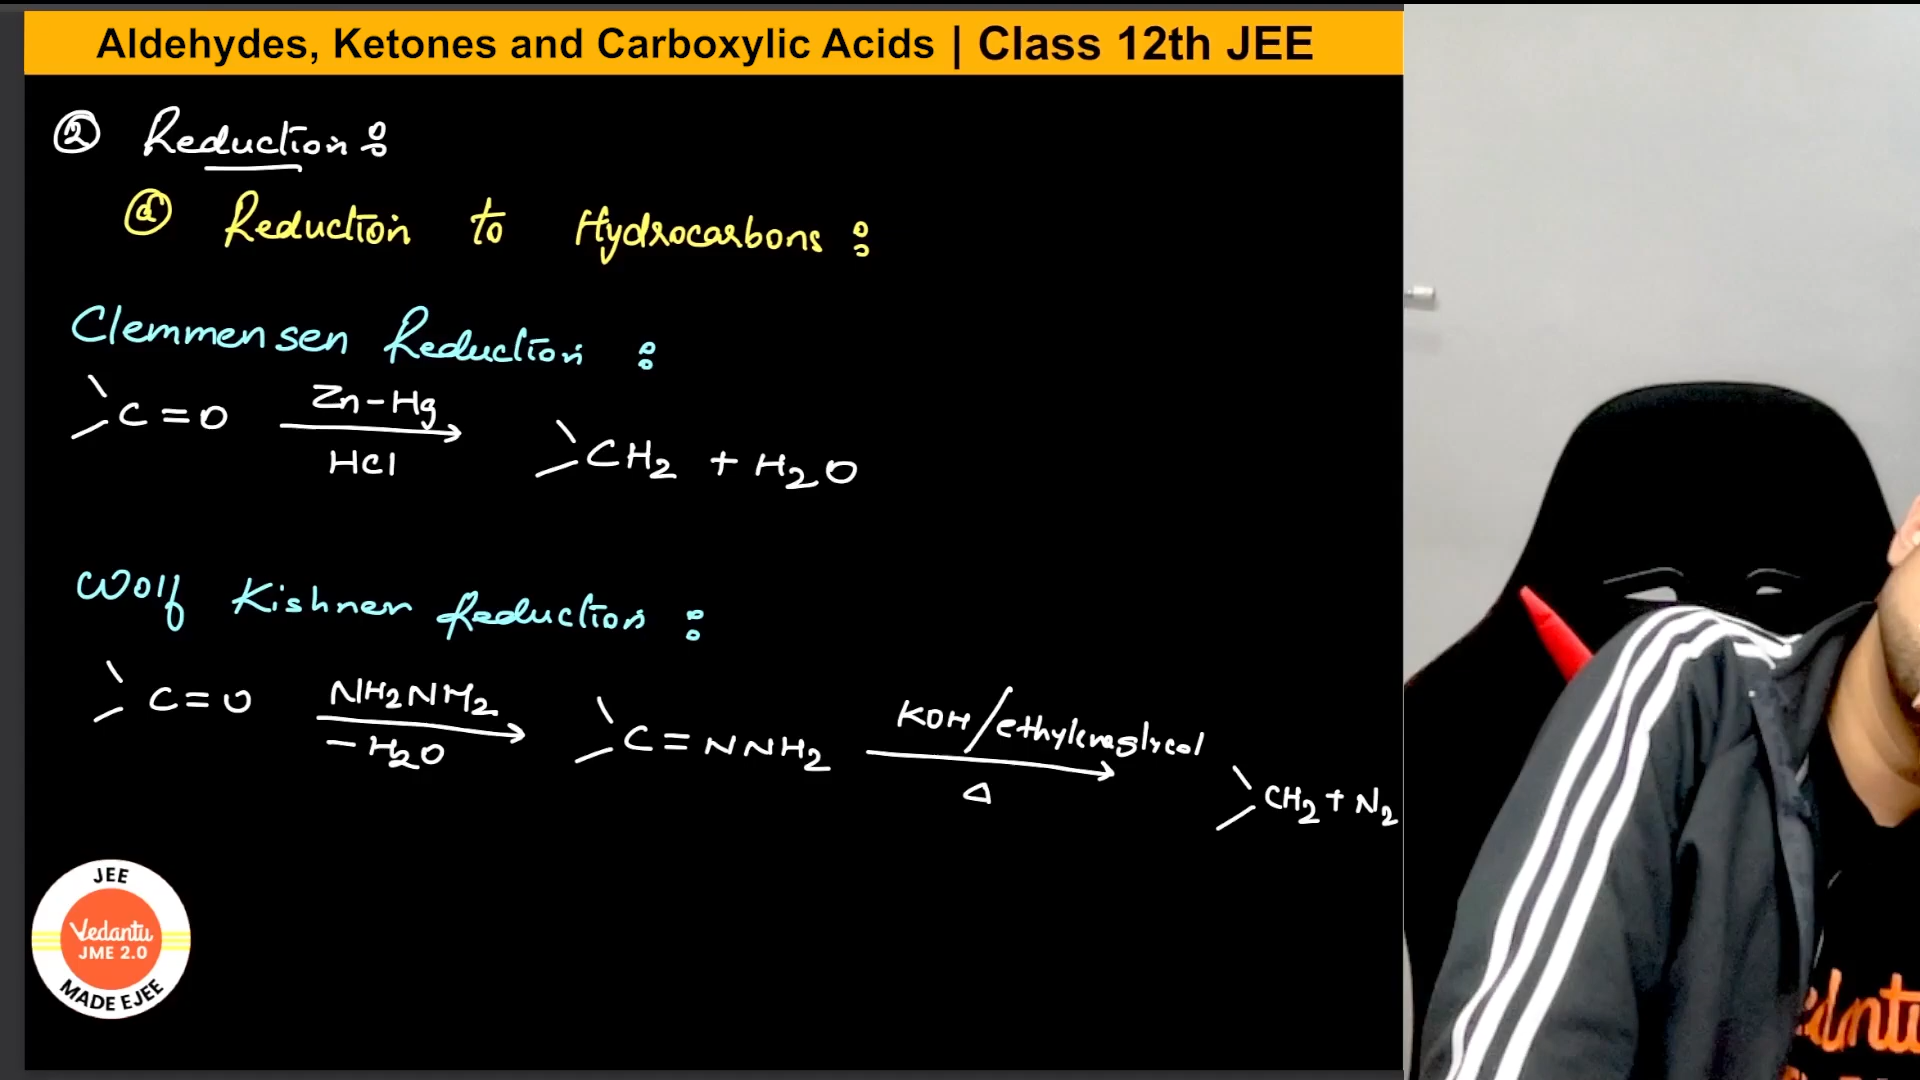 Aldehydes, Ketones and Carboxylic Acids | Class 12th JEE
② Reduction :
ⓓ Reduction to Hydrocarbons :
Clemmensen Reduction :
C=O Zn-Hg HCl CH2 + H2O
Wolf Kishner Reduction :
C=O NH2NH2 -H2O C=NNH2 KOH/ethyleneglycol Δ CH2 + N2
JEE
Vedantu
JME 2.0
MADE EJEE